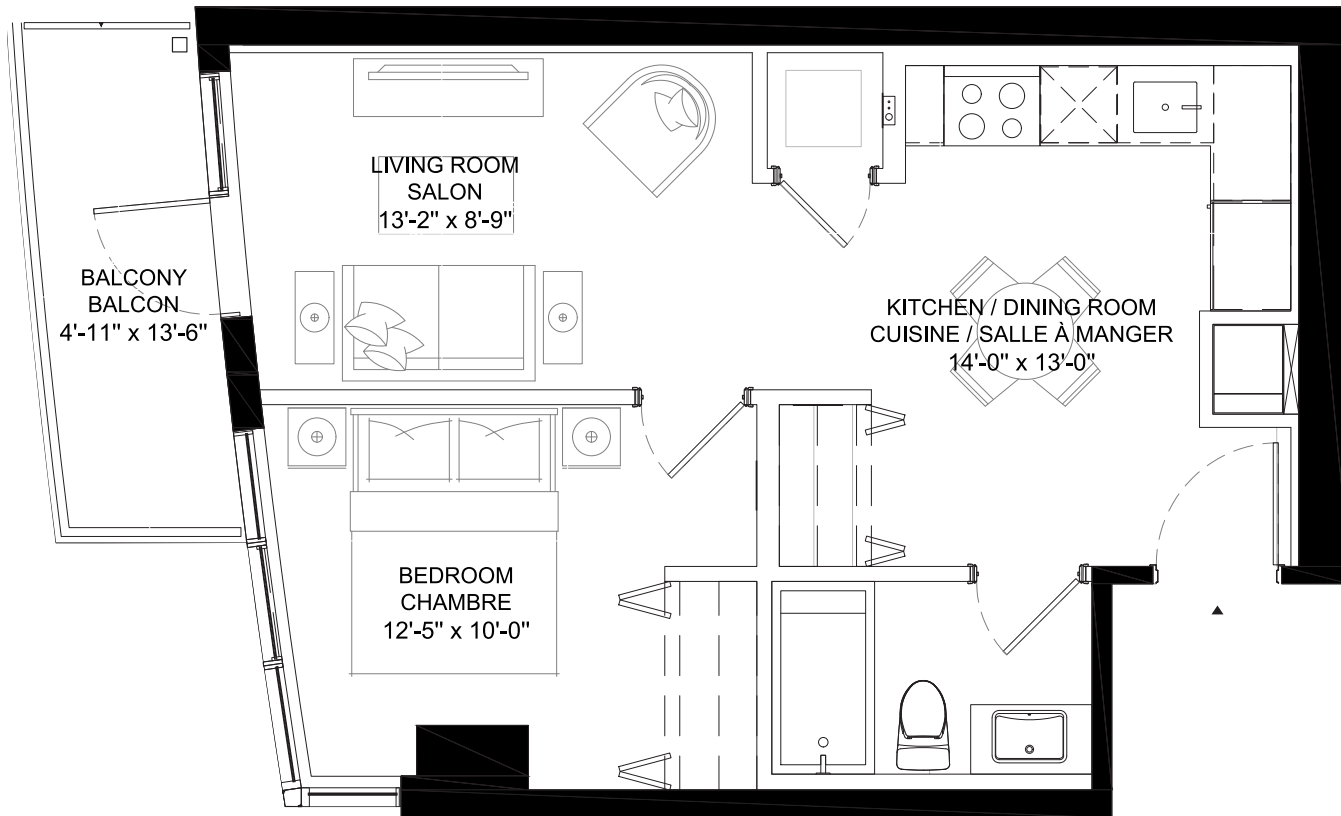 LIVING ROOM
SALON
13'-2" x 8'-9"
BALCONY
BALCON
4'-11" x 13'-6"
KITCHEN / DINING ROOM
CUISINE / SALLE À MANGER
14'-0" x 13'-0"
BEDROOM
CHAMBRE
12'-5" x 10'-0"